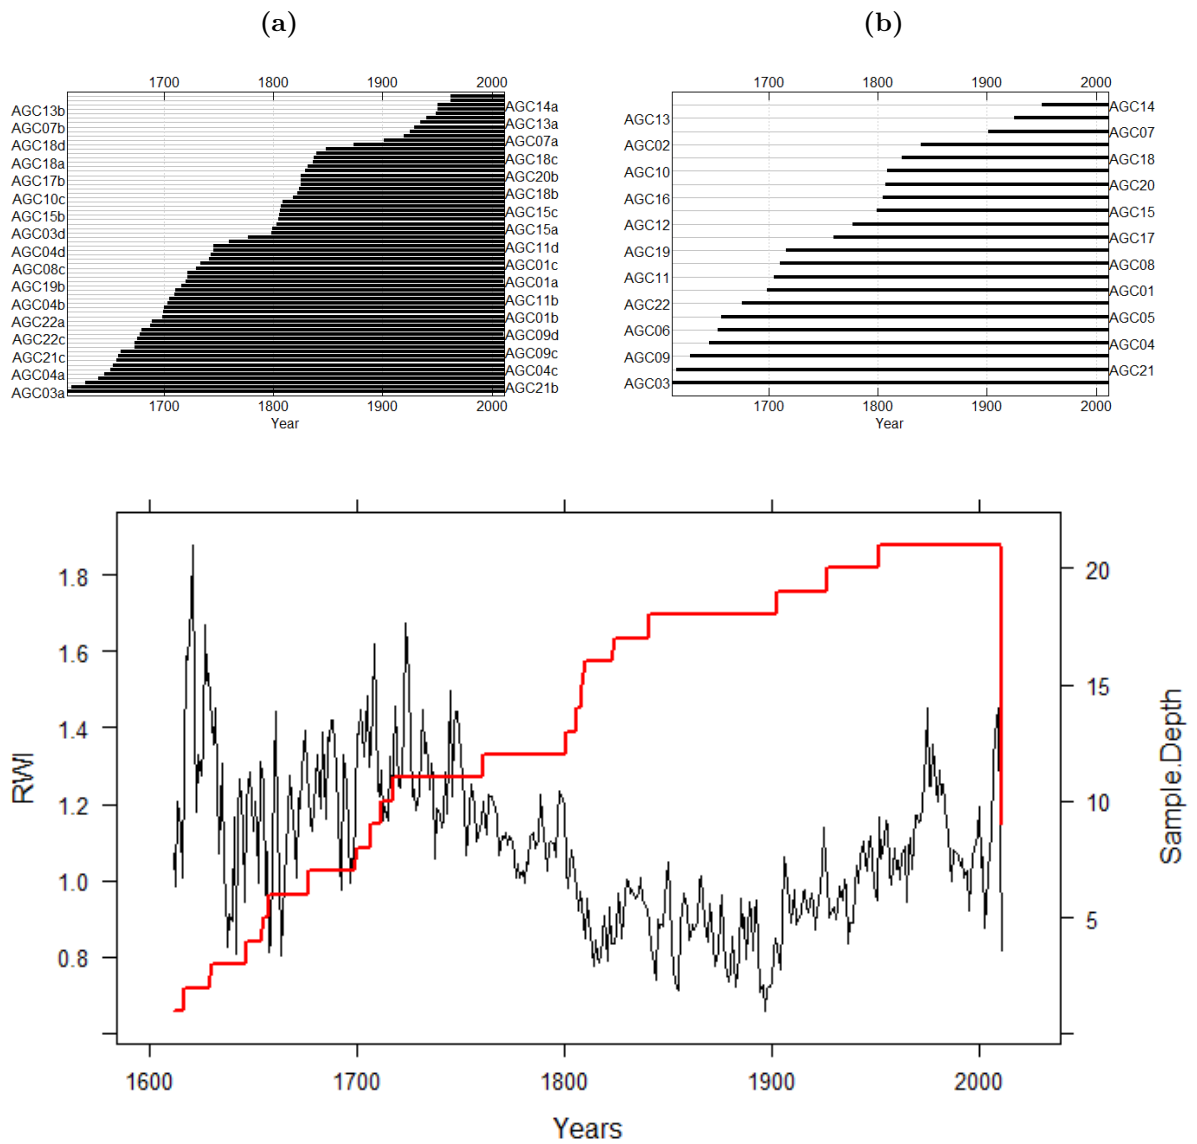 (a) (b)
1700 1800 1900 2000
1700 1800 1900 2000
AGC13b AGC14a
AGC07b AGC13a
AGC18d AGC07a
AGC18a AGC18c
AGC17b AGC20b
AGC10c AGC18b
AGC15b AGC15c
AGC03d AGC15a
AGC04d AGC11d
AGC08c AGC01c
AGC19b AGC01a
AGC04b AGC11b
AGC22a AGC01b
AGC22c AGC09d
AGC21c AGC09c
AGC04a AGC04c
AGC03a AGC21b
1700 1800 1900 2000
Year
AGC14
AGC13
AGC07
AGC02
AGC18
AGC10
AGC20
AGC16
AGC15
AGC12
AGC17
AGC19
AGC08
AGC11
AGC01
AGC22
AGC05
AGC06
AGC04
AGC09
AGC21
AGC03
1700 1800 1900 2000
Year
1.8 20
1.6
1.4 15
1.2
10
1.0
5
0.8
RWI
Sample.Depth
1600 1700 1800 1900 2000
Years